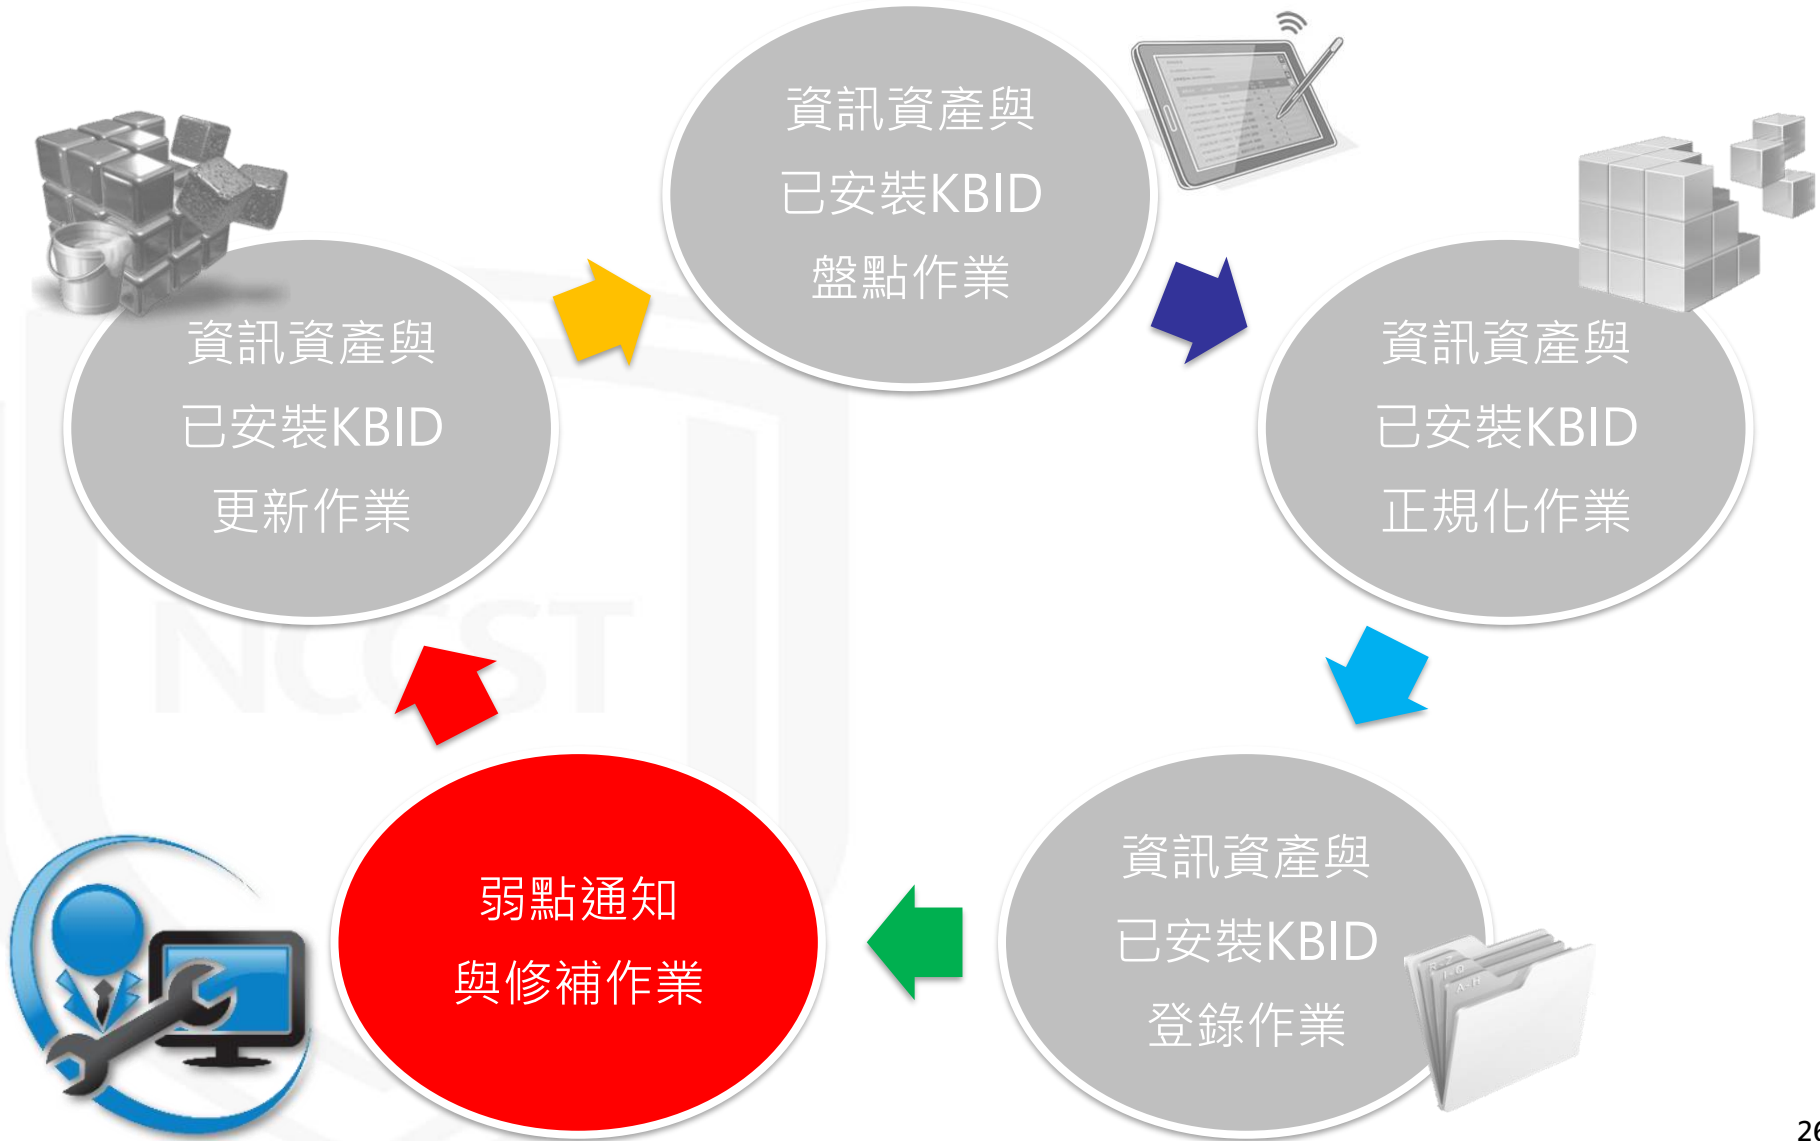 資訊資產與
已安裝KBID
盤點作業
資訊資產與
已安裝KBID
正規化作業
資訊資產與
已安裝KBID
登錄作業
R-Z
I-Q
A-H
弱點通知
與修補作業
資訊資產與
已安裝KBID
更新作業
NCCST
26